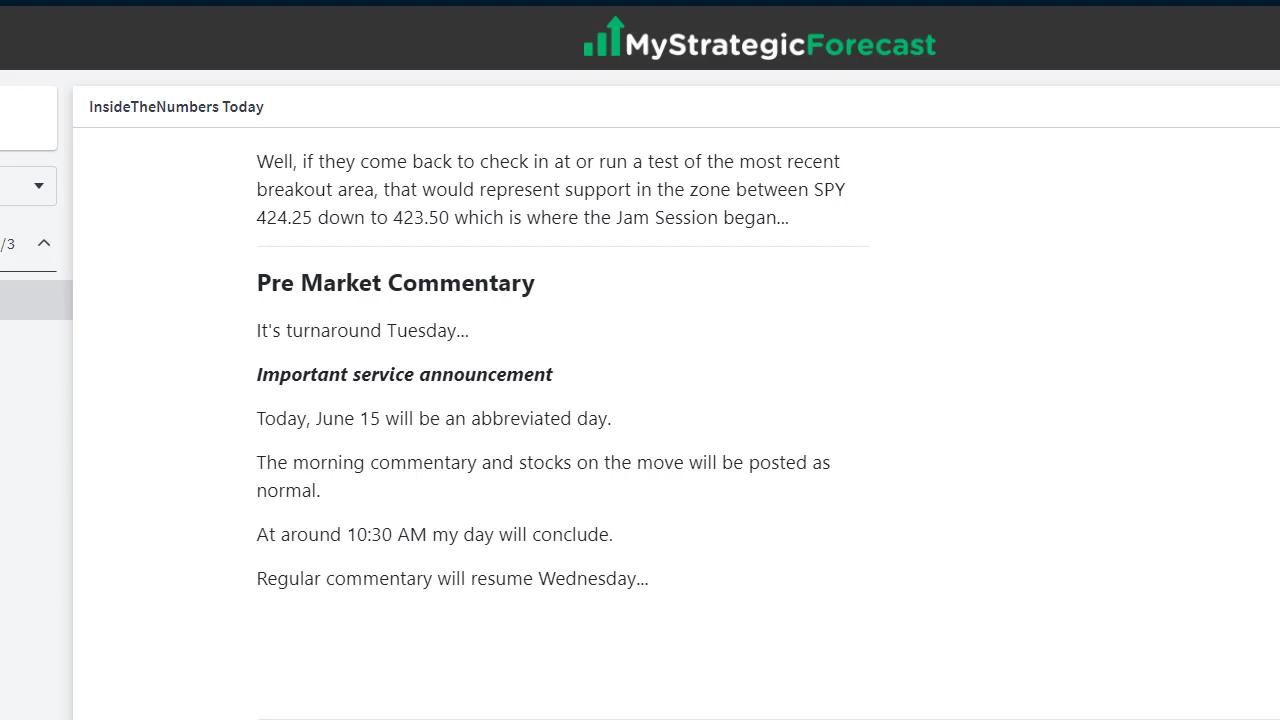 MyStrategicForecast
InsideTheNumbers Today
Well, if they come back to check in at or run a test of the most recent
breakout area, that would represent support in the zone between SPY
424.25 down to 423.50 which is where the Jam Session began...
/3
Pre Market Commentary
It's turnaround Tuesday...
Important service announcement
Today, June 15 will be an abbreviated day.
The morning commentary and stocks on the move will be posted as
normal.
At around 10:30 AM my day will conclude.
Regular commentary will resume Wednesday...